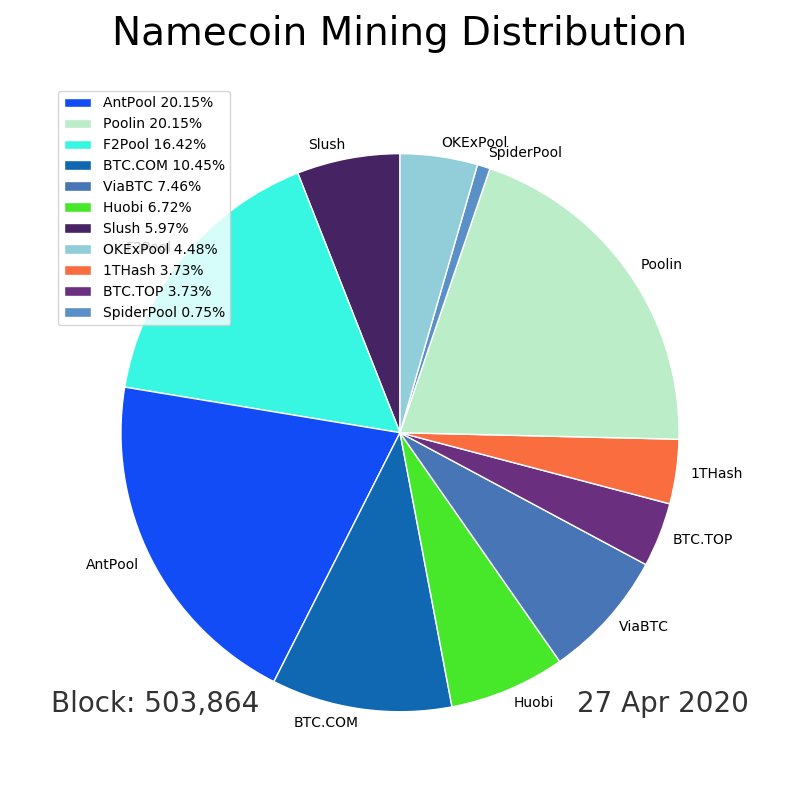 Namecoin Mining Distribution
AntPool 20.15%
Poolin 20.15%
F2Pool 16.42%
BTC.COM 10.45%
ViaBTC 7.46%
Huobi 6.72%
Slush 5.97%
OKExPool 4.48%
1THash 3.73%
BTC.TOP 3.73%
SpiderPool 0.75%
Slush
OKExPool
SpiderPool
F2Pool
Poolin
1THash
BTC.TOP
AntPool
ViaBTC
Huobi
BTC.COM
Block: 503,864
27 Apr 2020